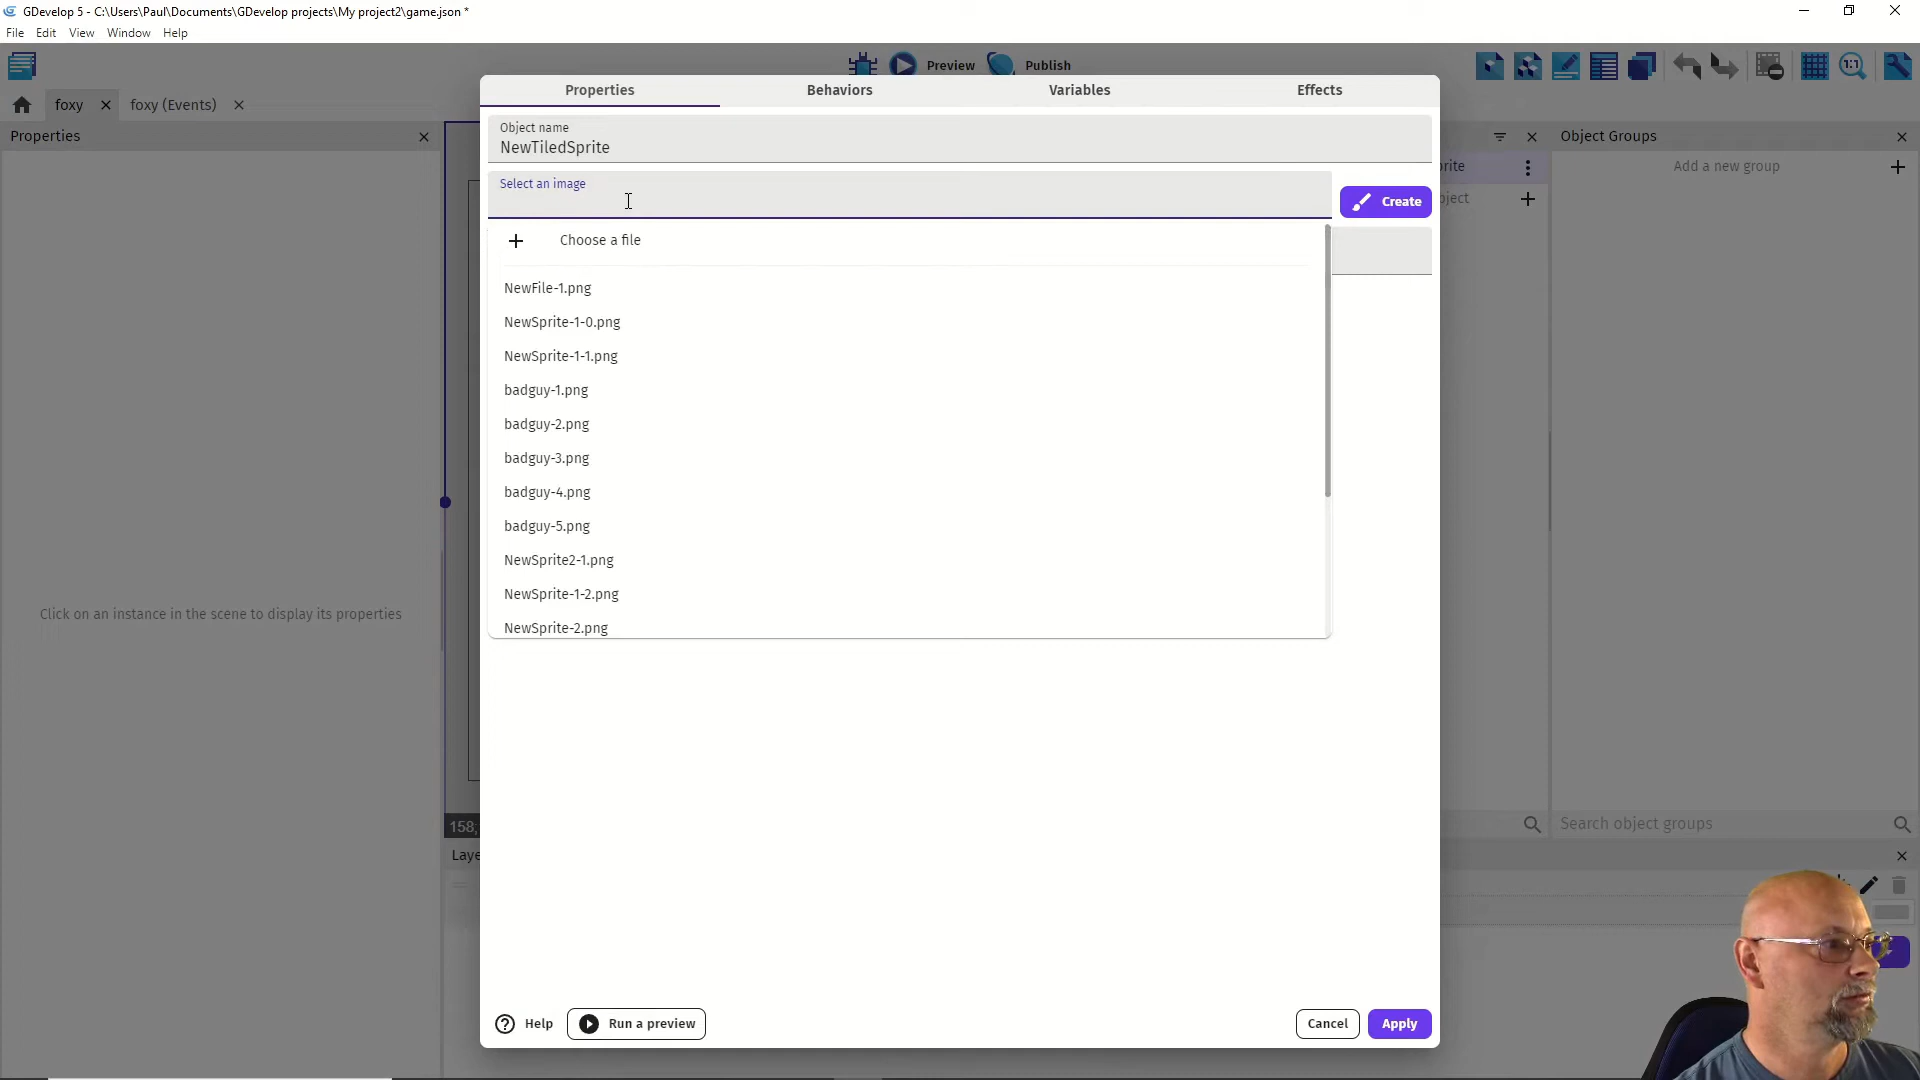 GDevelop 5 - C:\Users\Paul\Documents\GDevelop projects\My project2\game.json *
File Edit View Window Help
Preview Publish
foxy foxy (Events)
Properties
Properties Behaviors Variables Effects
Object name
NewTiledSprite
Select an image
Create
Choose a file
NewFile-1.png
NewSprite-1-0.png
NewSprite-1-1.png
badguy-1.png
badguy-2.png
badguy-3.png
badguy-4.png
badguy-5.png
NewSprite2-1.png
NewSprite-1-2.png
NewSprite-2.png
Click on an instance in the scene to display its properties
Object Groups
Add a new group
Search object groups
158;
1:1
Help Run a preview Cancel Apply